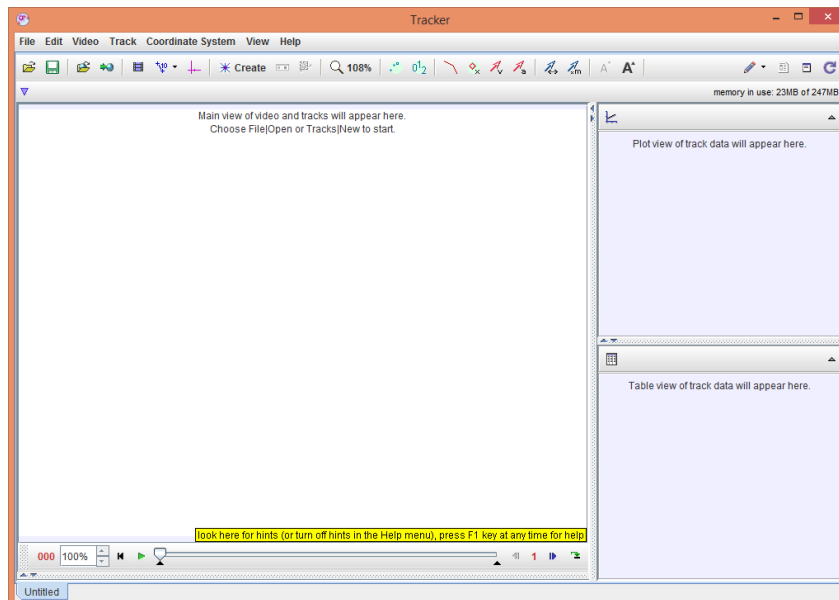 Tracker
File Edit Video Track Coordinate System View Help
Create 108%
memory in use: 23MB of 247MB
Main view of video and tracks will appear here.
Choose File|Open or Tracks|New to start.
Plot view of track data will appear here.
Table view of track data will appear here.
look here for hints (or turn off hints in the Help menu), press F1 key at any time for help
000 100% 1
Untitled